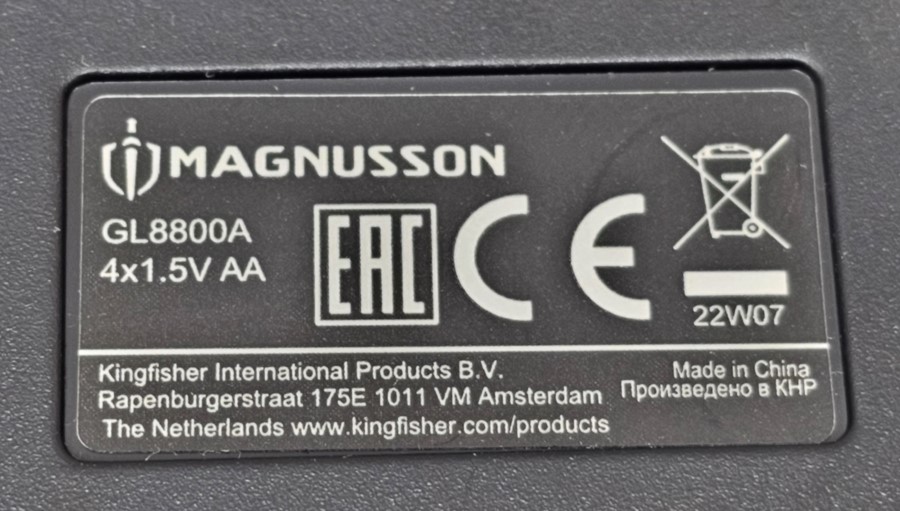 MAGNUSSON
GL8800A
4x1.5V AA
EAC
CE
22W07
Kingfisher International Products B.V.
Rapenburgerstraat 175E 1011 VM Amsterdam
The Netherlands www.kingfisher.com/products
Made in China
Произведено в КНР